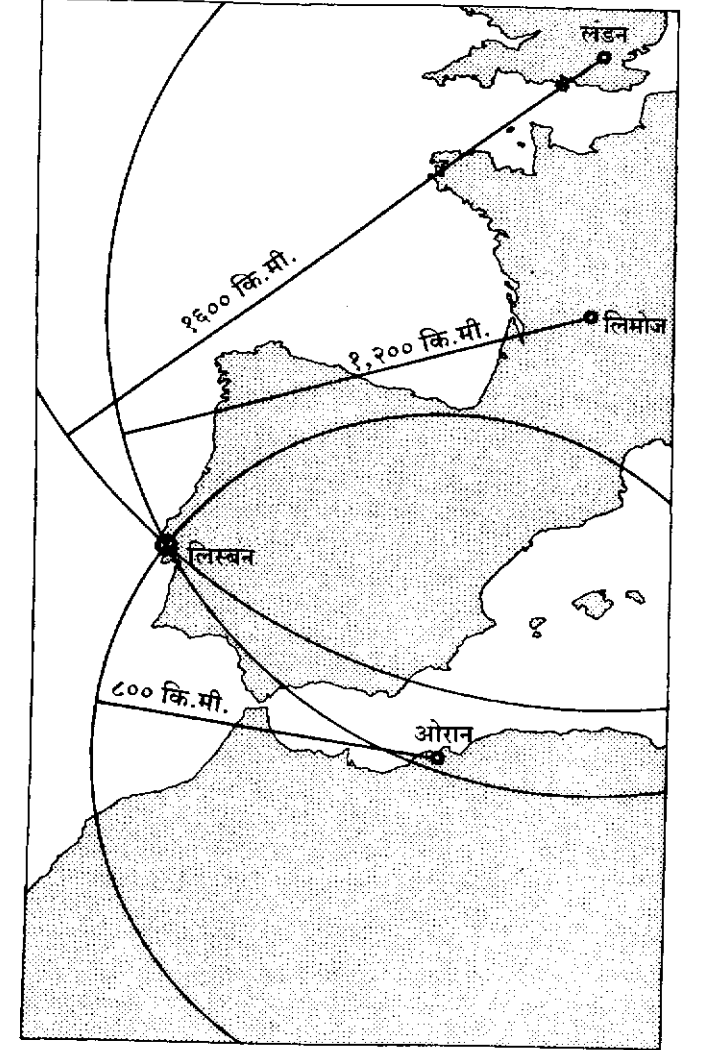 लंडन
१६०० कि.मी.
लिमोज
१,२०० कि.मी.
लिस्बन
८०० कि.मी.
ओरान